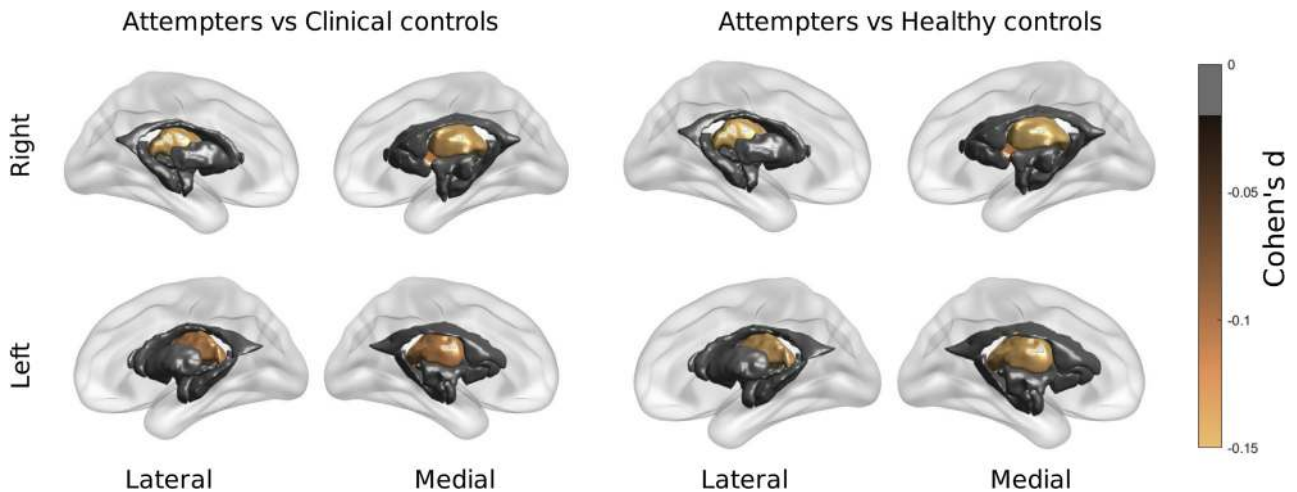 Attempters vs Clinical controls
Attempters vs Healthy controls
Right
Left
Lateral
Medial
Lateral
Medial
0
-0.05
-0.1
-0.15
Cohen's d